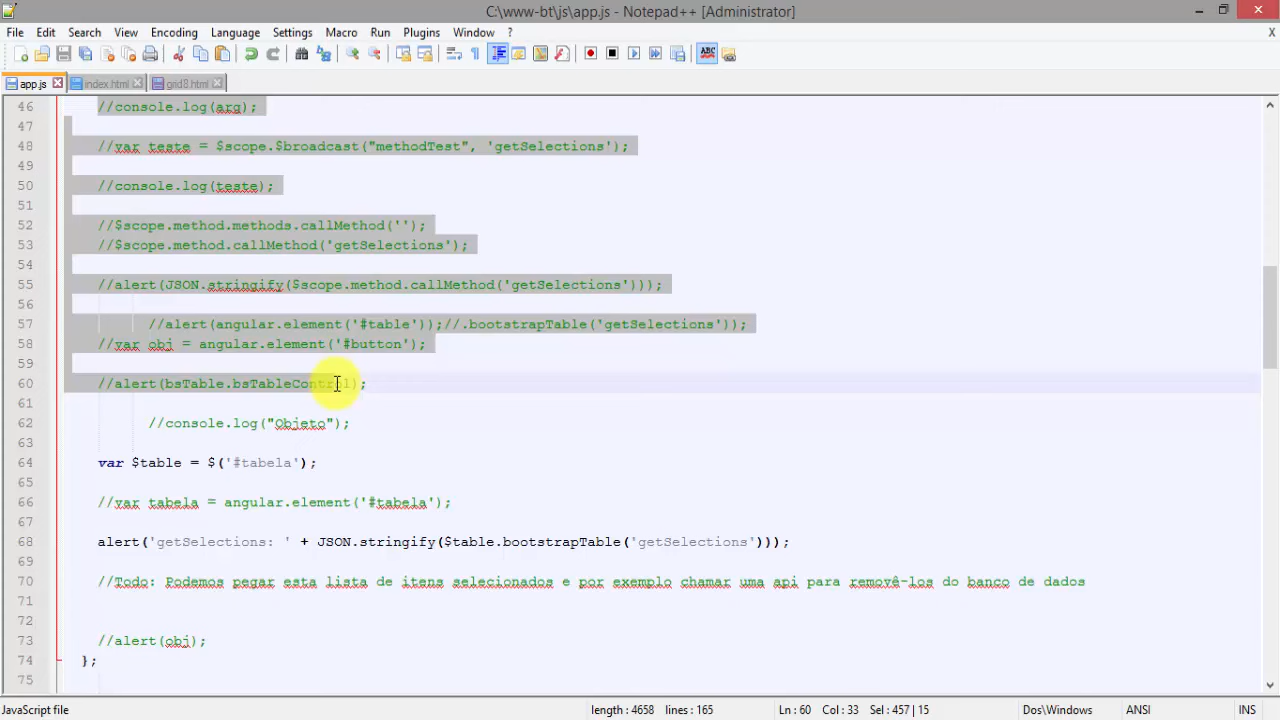 C:\www-bt\js\app.js - Notepad++ [Administrator]
File Edit Search View Encoding Language Settings Macro Run Plugins Window ? X
app.js index.html grid8.html
46 //console.log(arg);
47
48 //var teste = $scope.$broadcast("methodTest", 'getSelections');
49
50 //console.log(teste);
51
52 //$scope.method.methods.callMethod('');
53 //$scope.method.callMethod('getSelections');
54
55 //alert(JSON.stringify($scope.method.callMethod('getSelections')));
56
57 //alert(angular.element('#table'));//.bootstrapTable('getSelections'));
58 //var obj = angular.element('#button');
59
60 //alert(bsTable.bsTableControl);
61
62 //console.log("Objeto");
63
64 var $table = $('#tabela');
65
66 //var tabela = angular.element('#tabela');
67
68 alert('getSelections: ' + JSON.stringify($table.bootstrapTable('getSelections')));
69
70 //Todo: Podemos pegar esta lista de itens selecionados e por exemplo chamar uma api para removê-los do banco de dados
71
72
73 //alert(obj);
74 };
75
JavaScript file length : 4658 lines : 165 Ln : 60 Col : 33 Sel : 457 | 15 Dos\Windows ANSI INS